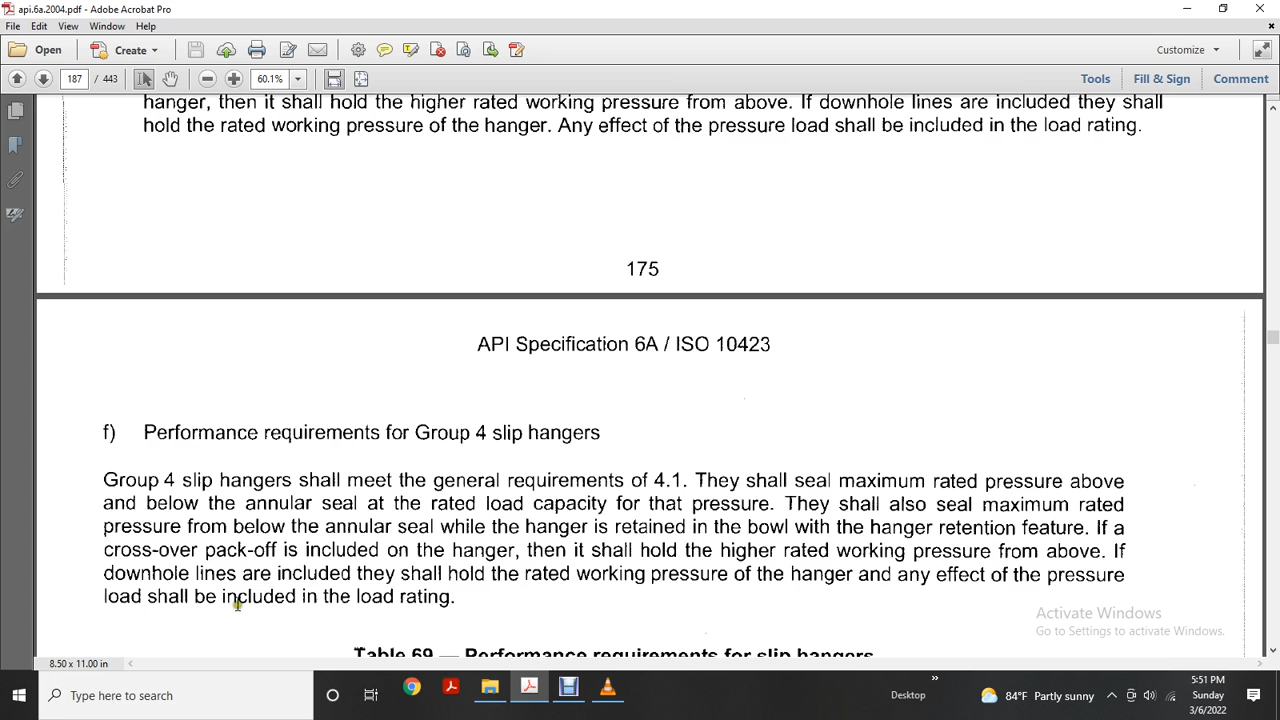 api.6a.2004.pdf - Adobe Acrobat Pro
File Edit View Window Help
Open Create Customize
187 / 443 60.1% Tools Fill & Sign Comment
hanger, then it shall hold the higher rated working pressure from above. If downhole lines are included they shall
hold the rated working pressure of the hanger. Any effect of the pressure load shall be included in the load rating.
175
API Specification 6A / ISO 10423
f) Performance requirements for Group 4 slip hangers
Group 4 slip hangers shall meet the general requirements of 4.1. They shall seal maximum rated pressure above
and below the annular seal at the rated load capacity for that pressure. They shall also seal maximum rated
pressure from below the annular seal while the hanger is retained in the bowl with the hanger retention feature. If a
cross-over pack-off is included on the hanger, then it shall hold the higher rated working pressure from above. If
downhole lines are included they shall hold the rated working pressure of the hanger and any effect of the pressure
load shall be included in the load rating.
Activate Windows
Go to Settings to activate Windows.
Table 69 — Performance requirements for slip hangers
8.50 x 11.00 in
Type here to search
Desktop
84°F Partly sunny
5:51 PM
Sunday
3/6/2022